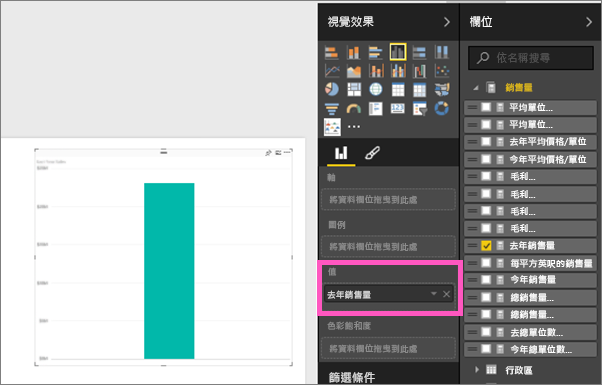 視覺效果
欄位
依名稱搜尋
銷售量
平均單位...
平均單位...
去年平均價格/單位
今年平均價格/單位
毛利...
毛利...
毛利...
毛利...
去年銷售量
每平方英呎的銷售量
今年銷售量
總銷售量...
總銷售量...
去總單位數...
今年總單位數...
行政區
軸
將資料欄位拖曳到此處
圖例
將資料欄位拖曳到此處
值
去年銷售量
色彩飽和度
將資料欄位拖曳到此處
篩選條件